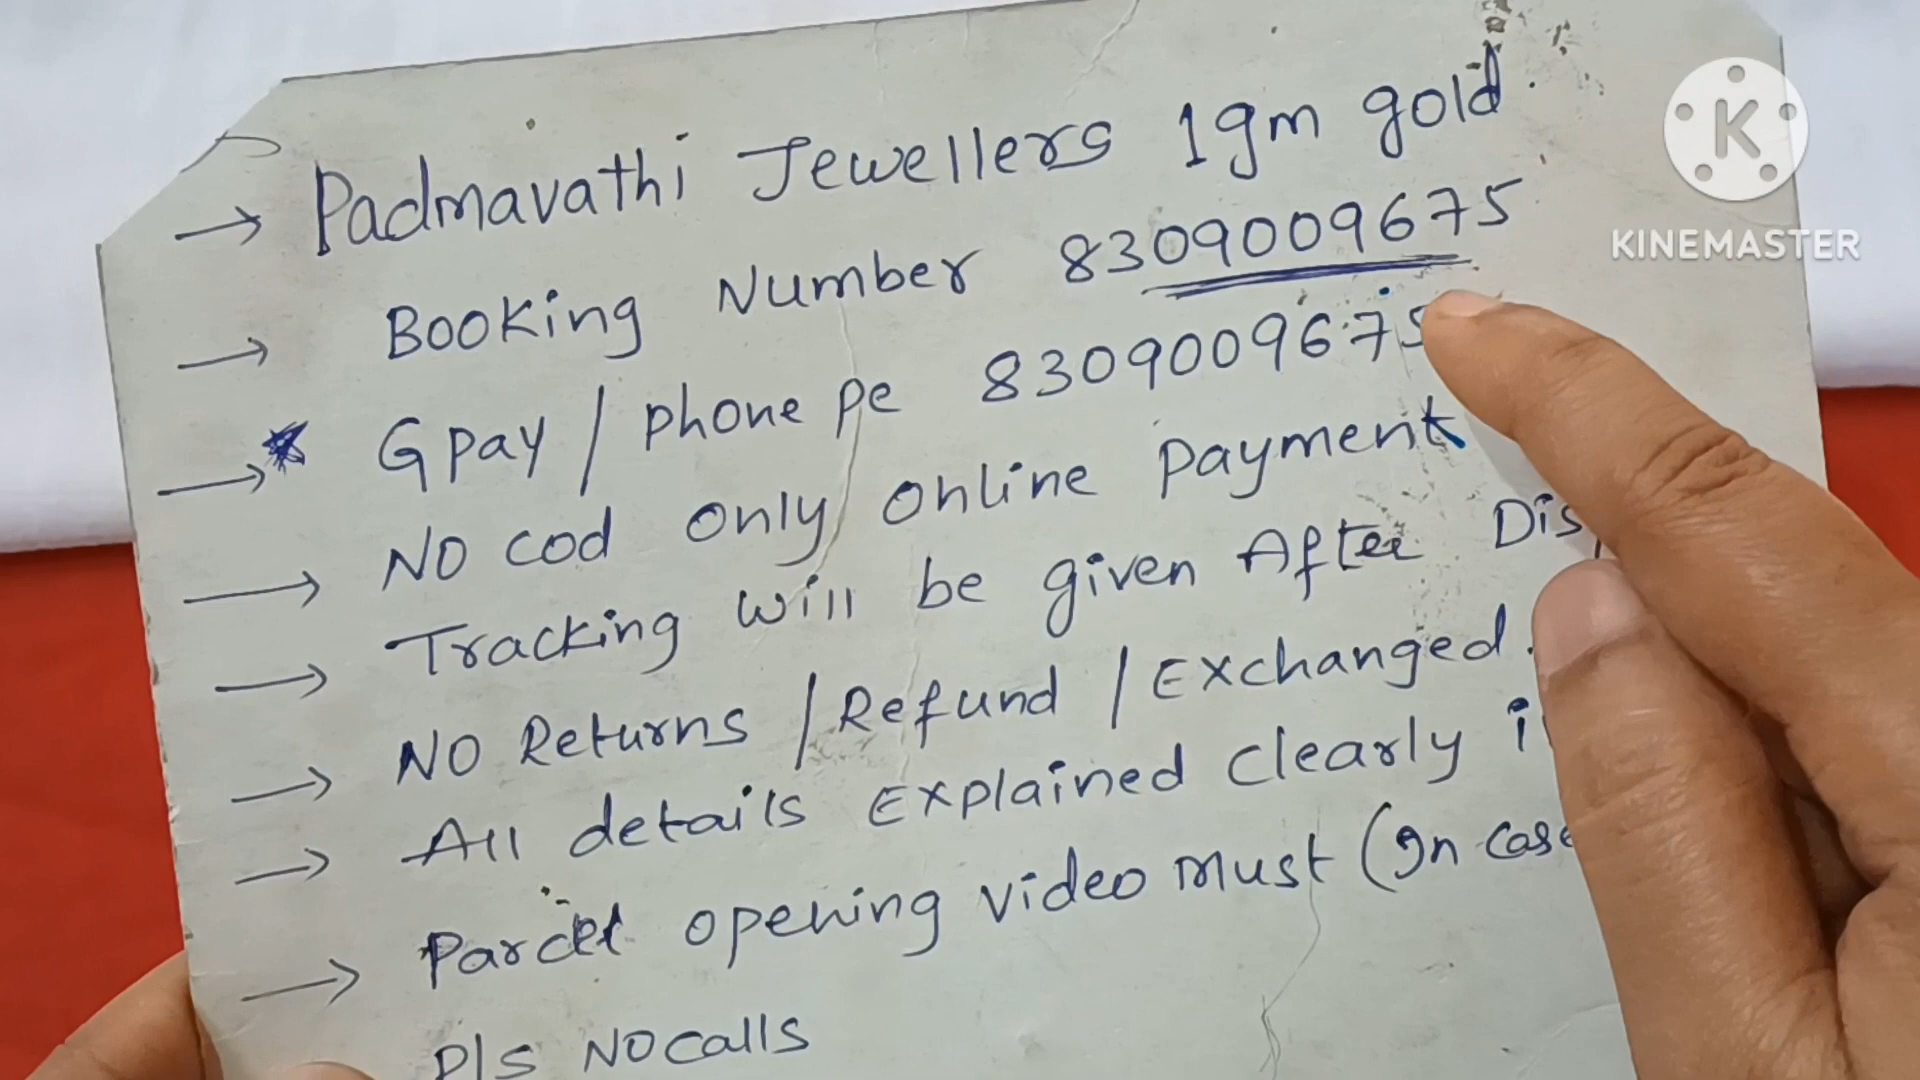 → Padmavathi Jewellers 1gm gold
→ Booking Number 8309009675
→ * Gpay / phone pe 8309009675
→ NO cod only online payment
→ Tracking will be given After
→ NO Returns / Refund / Exchanged.
→ All details Explained clearly
→ Parcel opening video must (In case
Pls NO calls
K
KINEMASTER